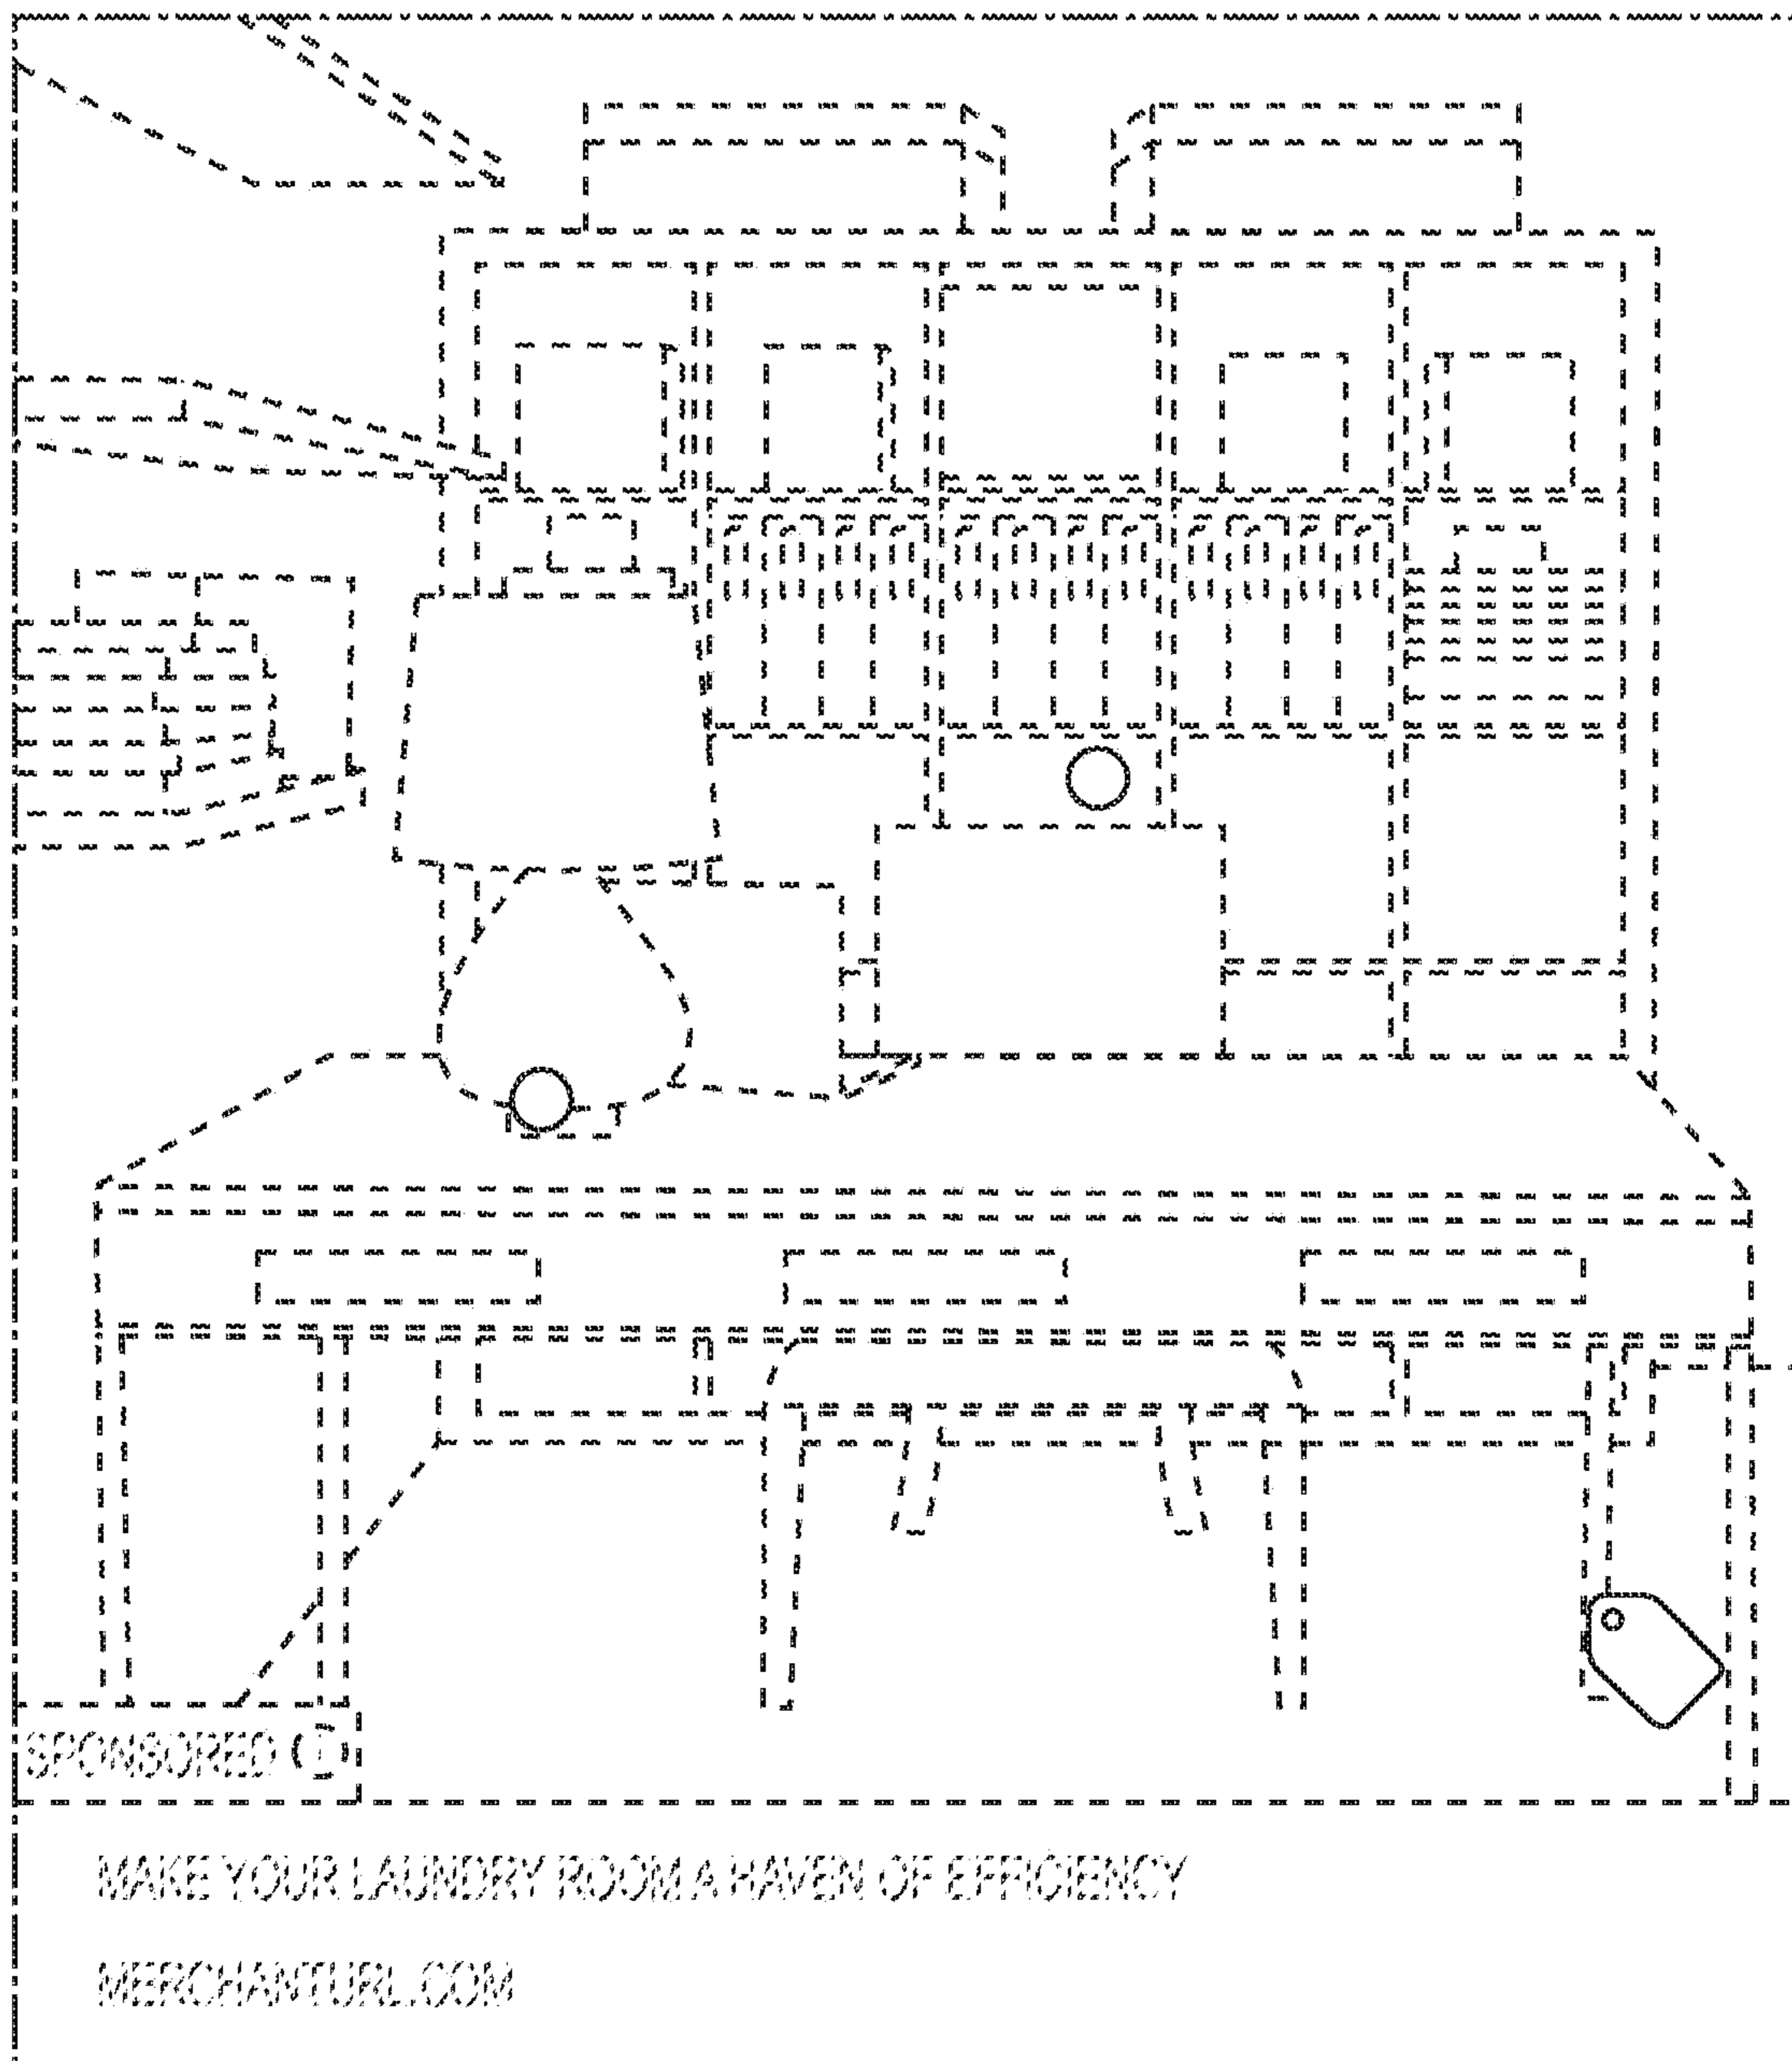 SPONSORED ⓘ
MAKE YOUR LAUNDRY ROOM A HAVEN OF EFFICIENCY
MERCHANTURL.COM